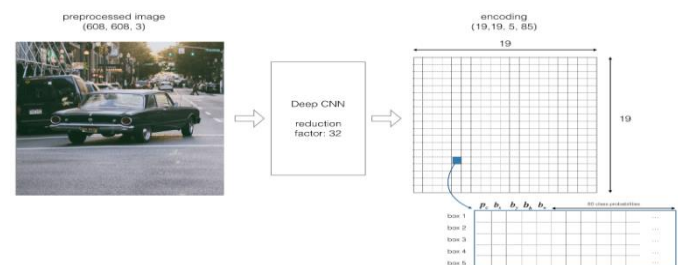 preprocessed image
(608, 608, 3)
Deep CNN
reduction
factor: 32
encoding
(19,19, 5, 85)
19
19
80 class probabilities
box 1
box 2
box 3
box 4
box 5